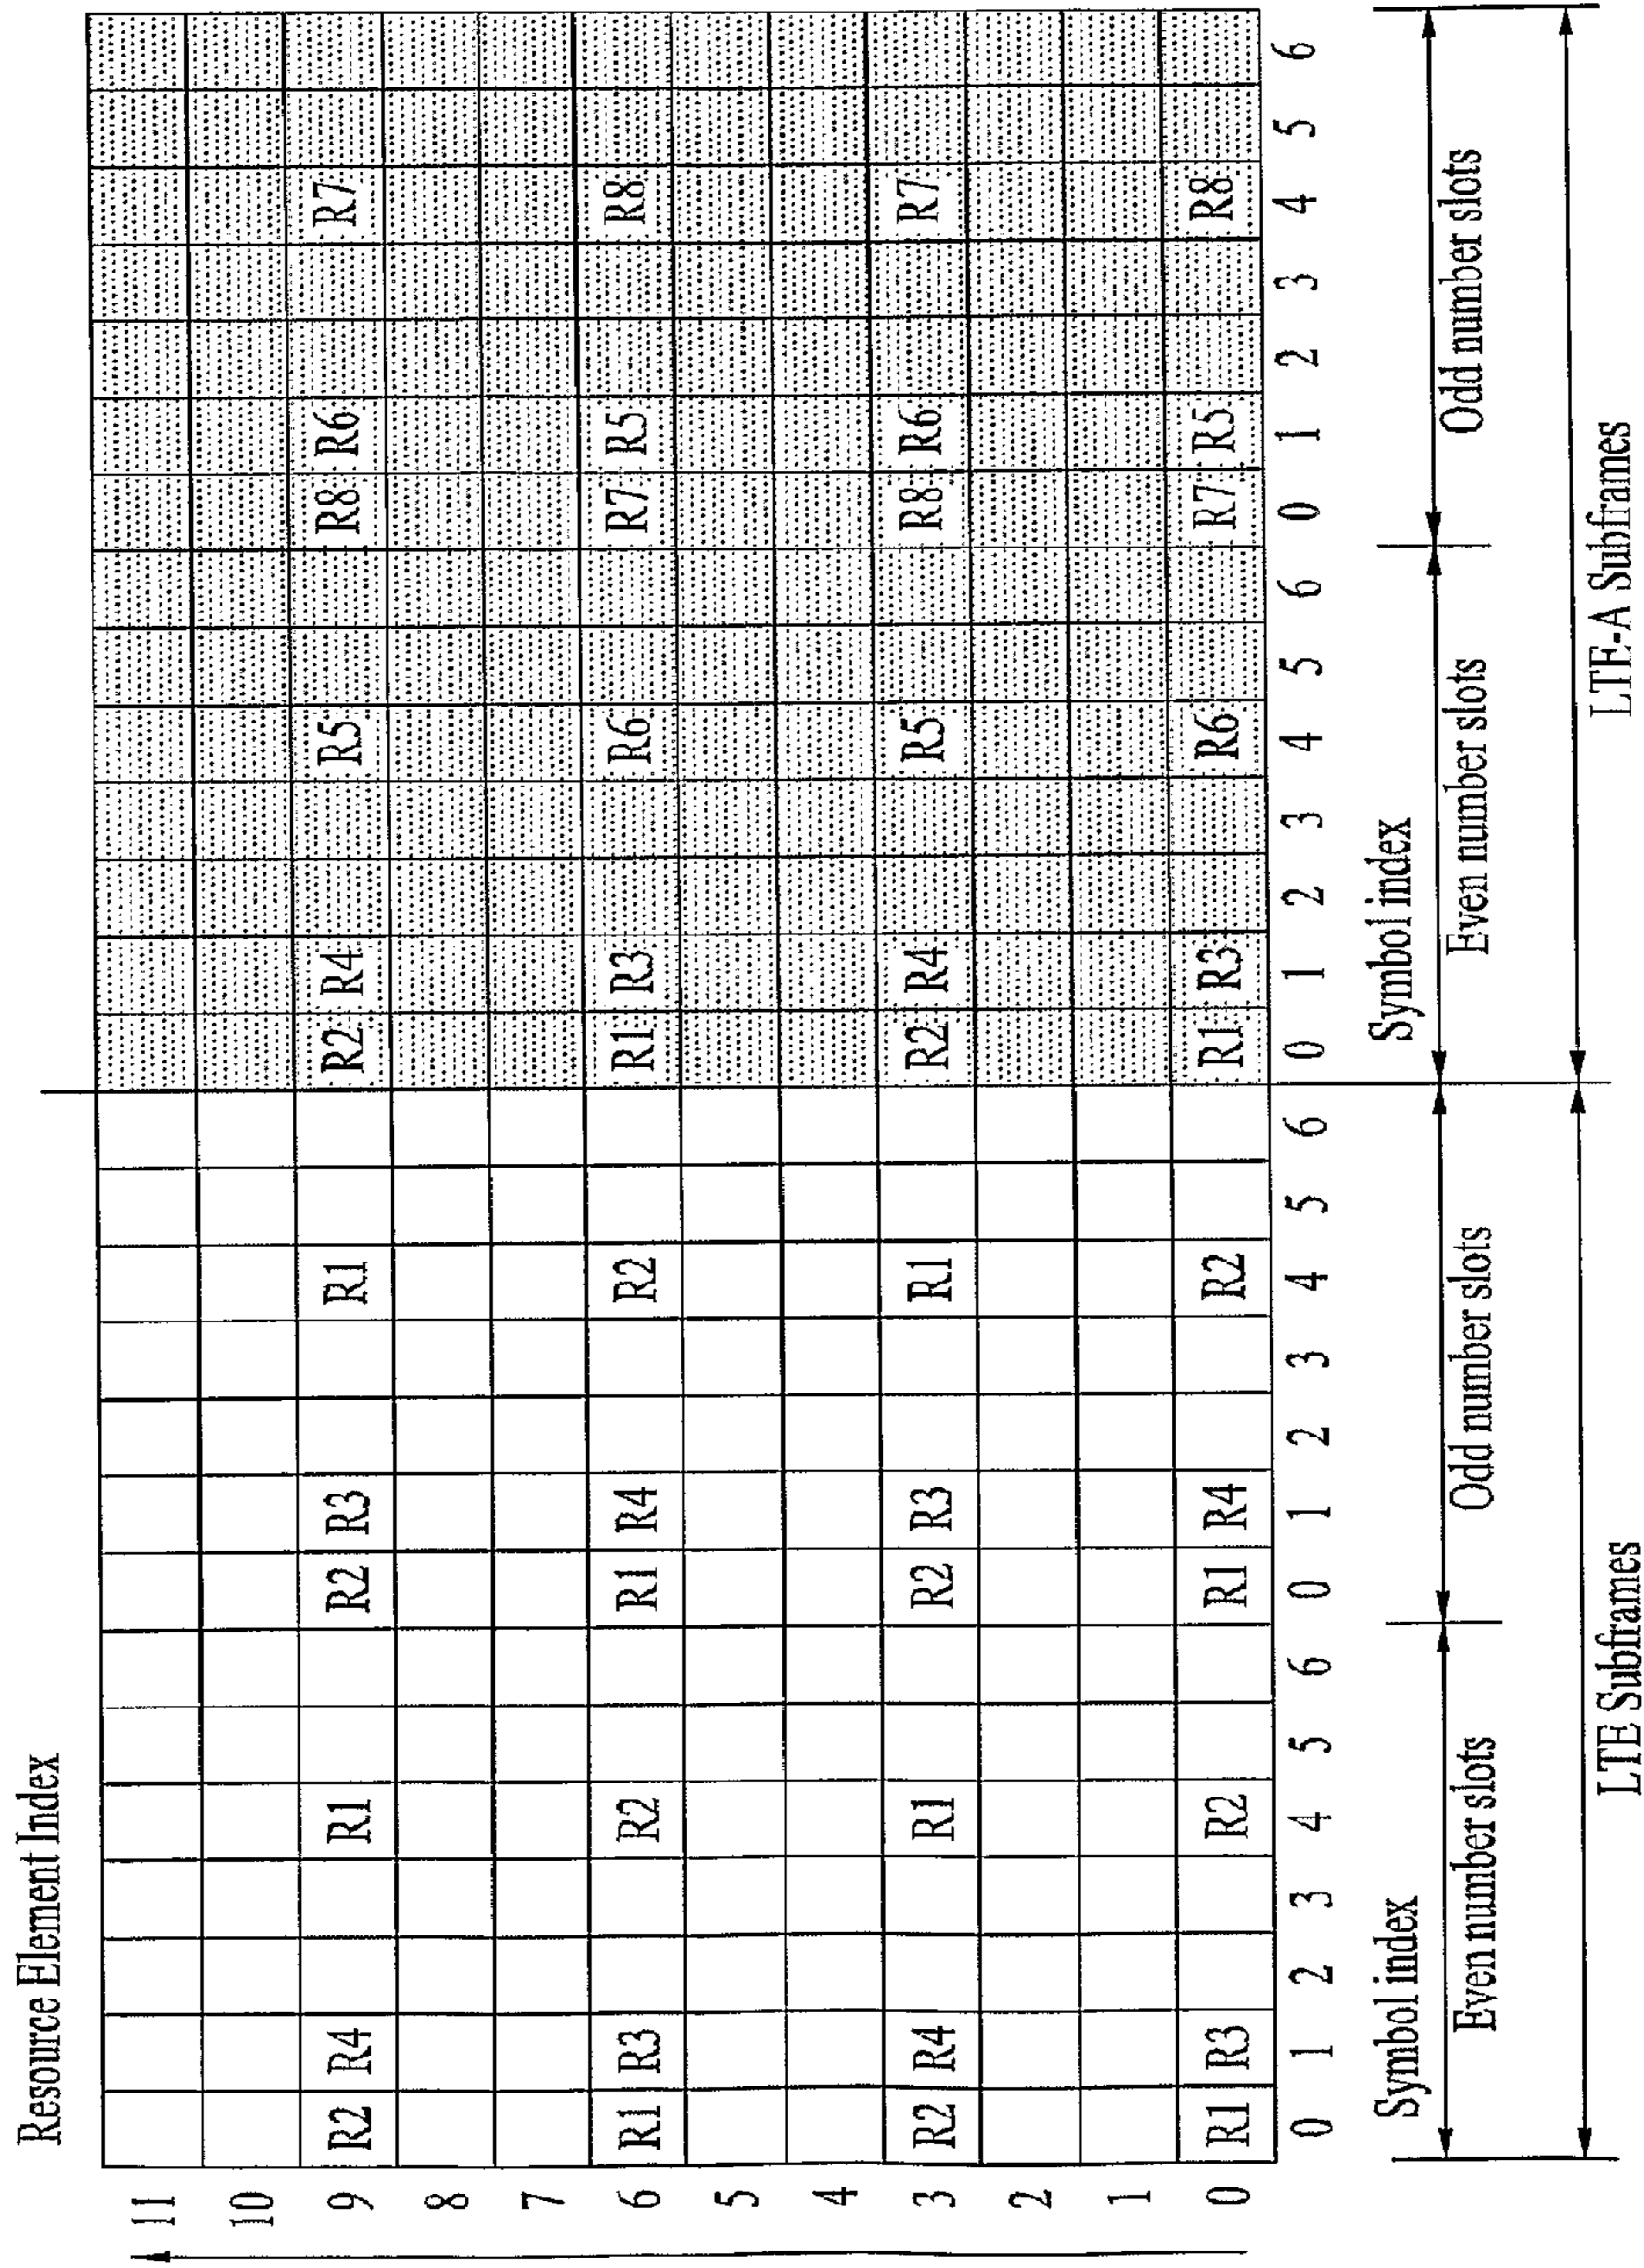 Resource Element Index
11
10
9 R2 R4 R1 R2 R3 R1 R2 R4 R5 R8 R6 R7
8
7
6 R1 R3 R2 R1 R4 R2 R1 R3 R6 R7 R5 R8
5
4
3 R2 R4 R1 R2 R3 R1 R2 R4 R5 R8 R6 R7
2
1
0 R1 R3 R2 R1 R4 R2 R1 R3 R6 R7 R5 R8
0 1 2 3 4 5 6 0 1 2 3 4 5 6 0 1 2 3 4 5 6 0 1 2 3 4 5 6
Symbol index Symbol index
Even number slots Odd number slots Even number slots Odd number slots
LTE Subframes LTE-A Subframes